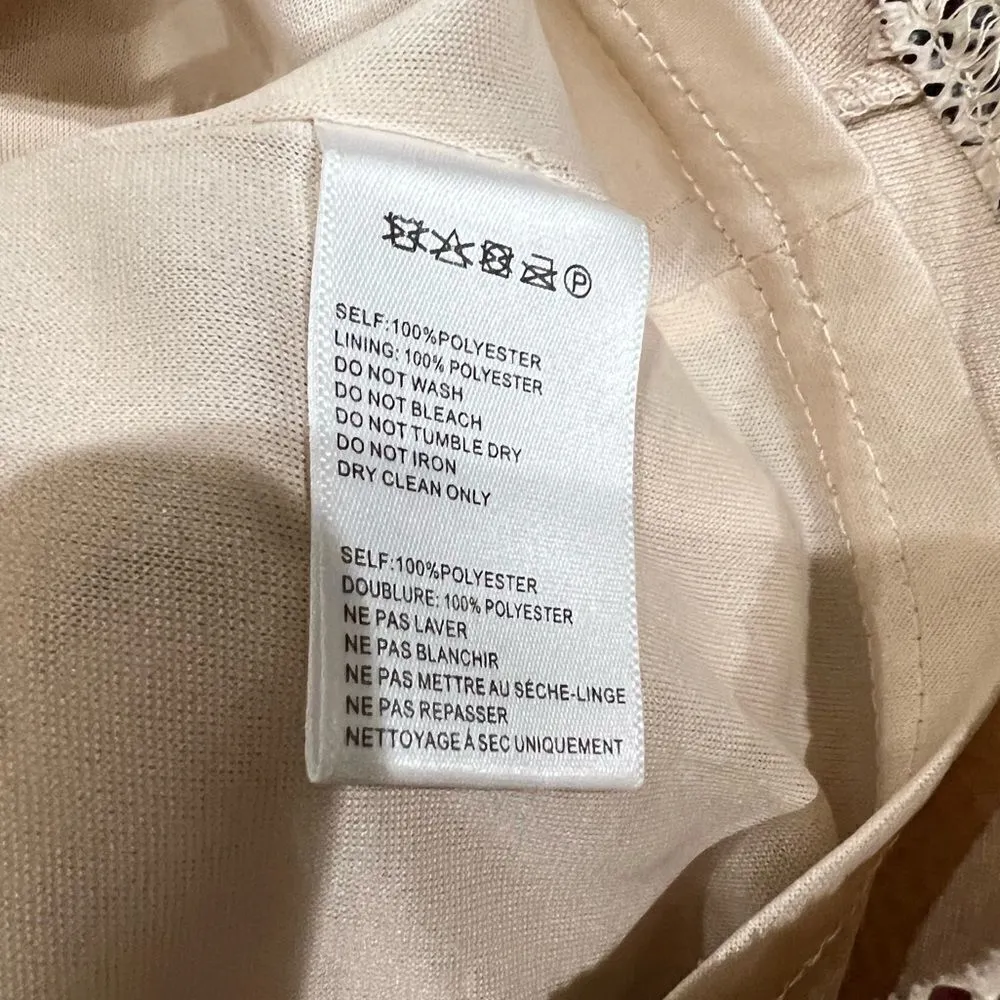 P
SELF:100%POLYESTER
LINING: 100% POLYESTER
DO NOT WASH
DO NOT BLEACH
DO NOT TUMBLE DRY
DO NOT IRON
DRY CLEAN ONLY
SELF:100%POLYESTER
DOUBLURE: 100% POLYESTER
NE PAS LAVER
NE PAS BLANCHIR
NE PAS METTRE AU SÉCHE-LINGE
NE PAS REPASSER
NETTOYAGE À SEC UNIQUEMENT